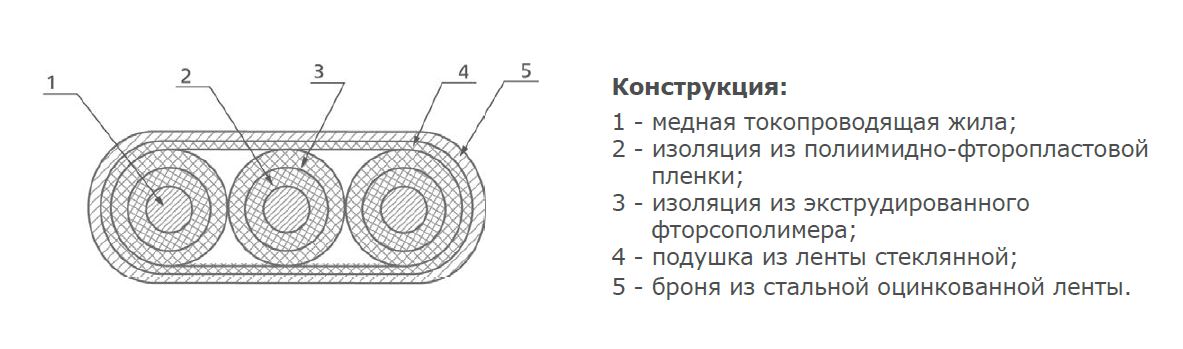 1
2
3
4
5
Конструкция:
1 - медная токопроводящая жила;
2 - изоляция из полиимидно-фторопластовой
пленки;
3 - изоляция из экструдированного
фторсополимера;
4 - подушка из ленты стеклянной;
5 - броня из стальной оцинкованной ленты.